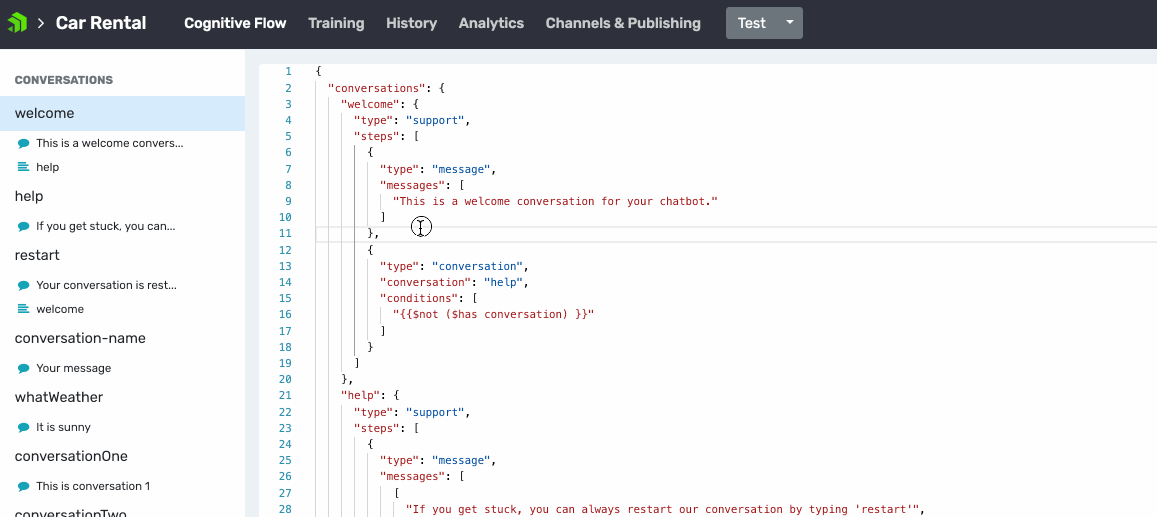 Car Rental Cognitive Flow Training History Analytics Channels & Publishing Test
CONVERSATIONS
welcome
This is a welcome convers...
help
help
If you get stuck, you can...
restart
Your conversation is rest...
welcome
conversation-name
Your message
whatWeather
It is sunny
conversationOne
This is conversation 1
conversationTwo
1 {
2 "conversations": {
3 "welcome": {
4 "type": "support",
5 "steps": [
6 {
7 "type": "message",
8 "messages": [
9 "This is a welcome conversation for your chatbot."
10 ]
11 },
12 {
13 "type": "conversation",
14 "conversation": "help",
15 "conditions": [
16 "{{$not ($has conversation) }}"
17 ]
18 }
19 ]
20 },
21 "help": {
22 "type": "support",
23 "steps": [
24 {
25 "type": "message",
26 "messages": [
27 [
28 "If you get stuck, you can always restart our conversation by typing 'restart'",